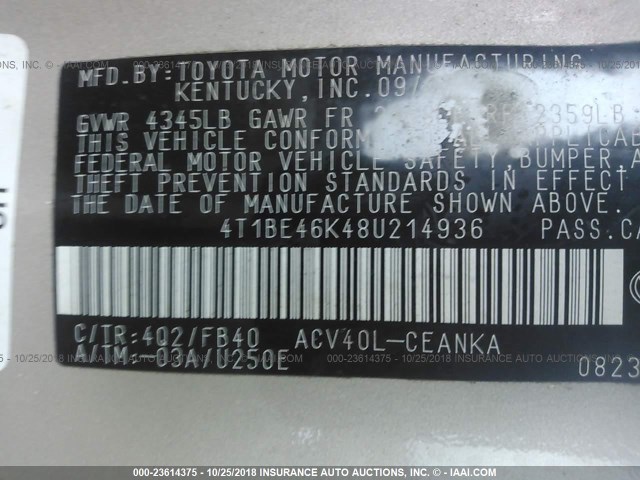 MFD.BY:TOYOTA MOTOR MANUFACTURING
KENTUCKY,INC.09/
GVWR 4345LB GAWR FR 2359LB
THIS VEHICLE
FEDERAL MOTOR VEHICLE SAFETY,BUMPER,
THEFT PREVENTION STANDARDS IN EFFECT
THE DATE OF MANUFACTURE SHOWN ABOVE.
4T1BE46K48U214936 PASS.
C/TR:4Q2/FB40 ACV40L-CEANKA
A/TM:-03A/U250E
0823
000-23614375 - 10/25/2018 INSURANCE AUTO AUCTIONS, INC. - © - IAAI.COM